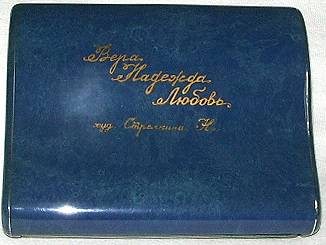 Вера
Надежда
Любовь.
худ. Стрелкина Н.